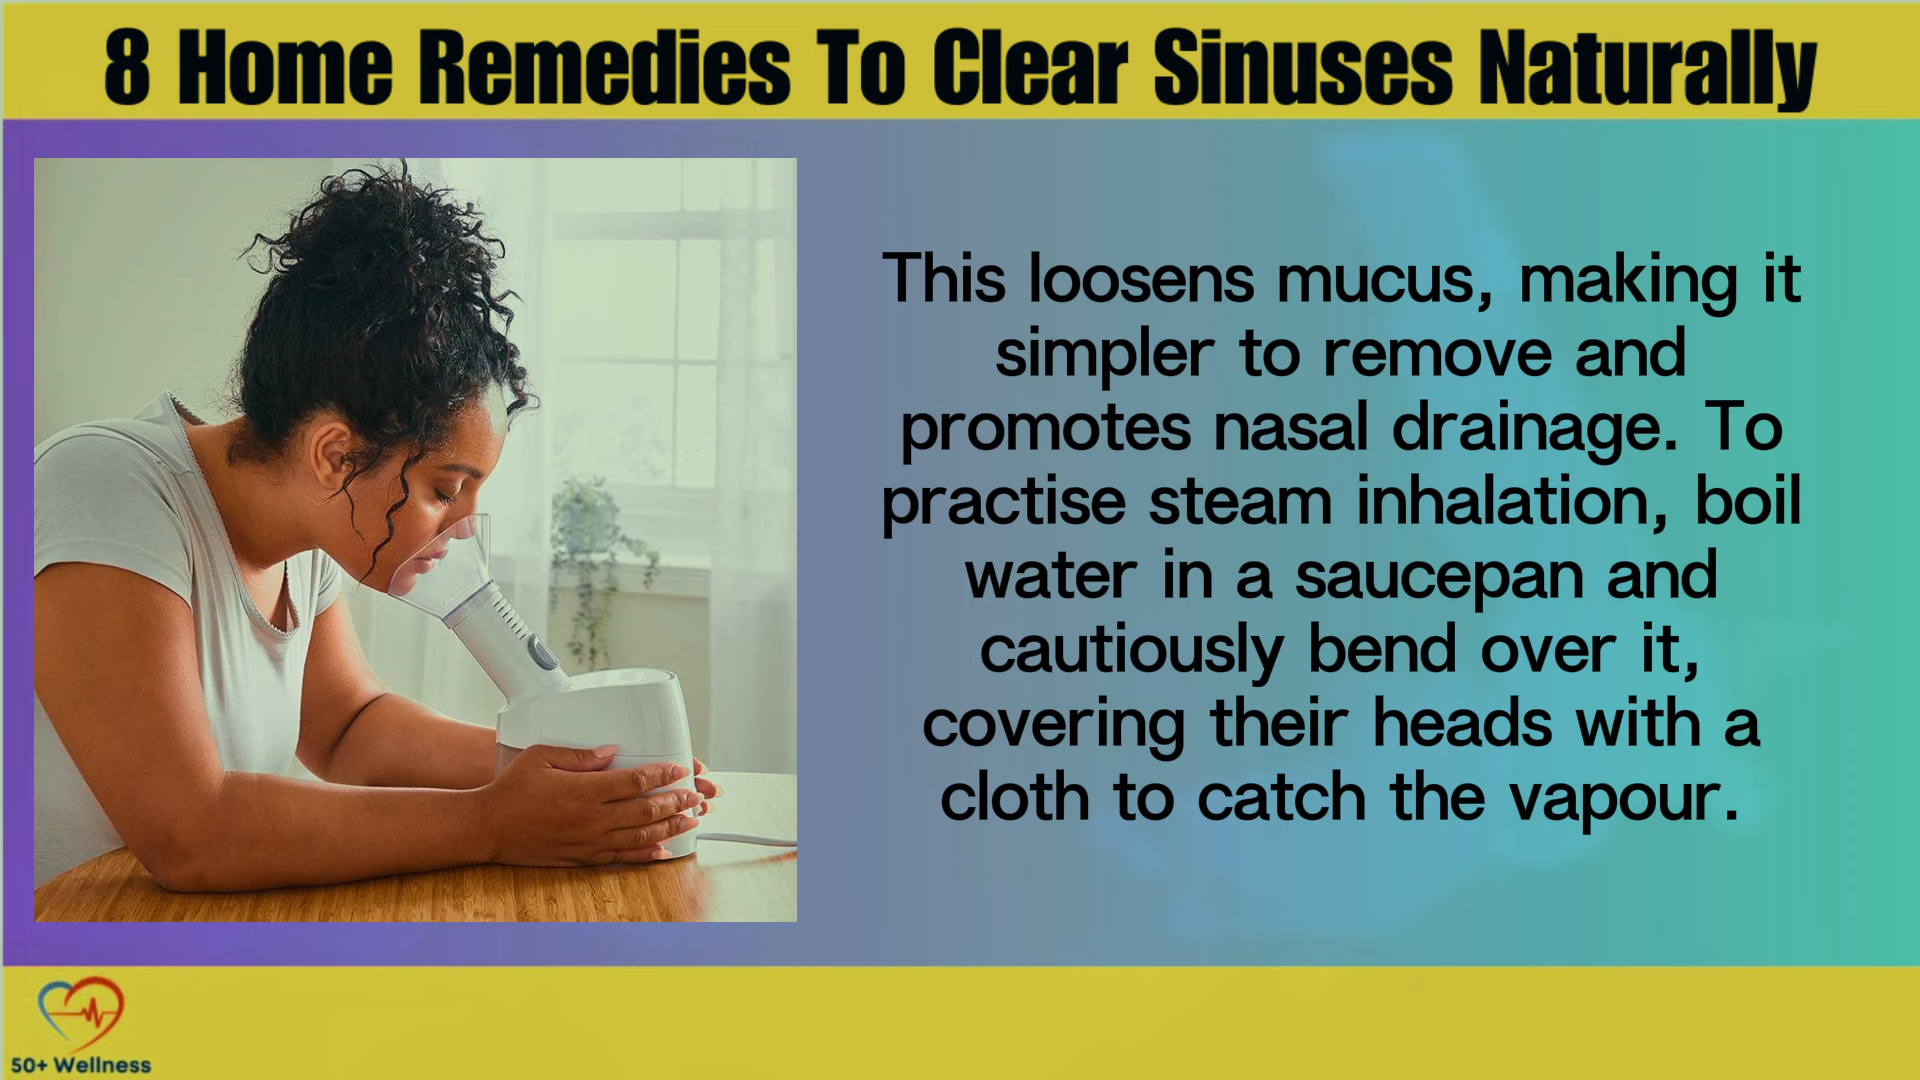 8 Home Remedies To Clear Sinuses Naturally
This loosens mucus, making it
simpler to remove and
promotes nasal drainage. To
practise steam inhalation, boil
water in a saucepan and
cautiously bend over it,
covering their heads with a
cloth to catch the vapour.
50+ Wellness